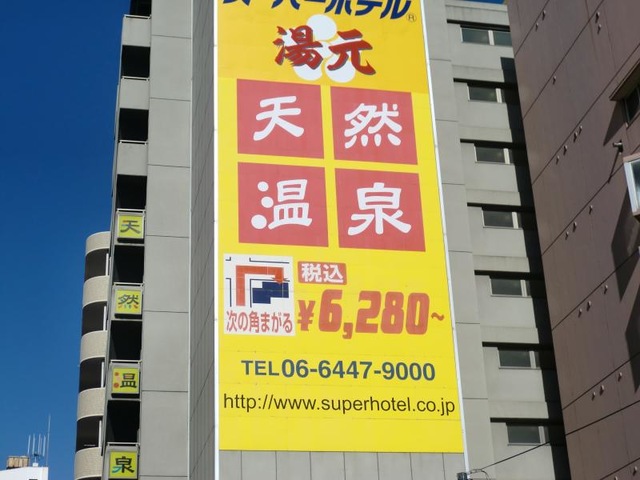 スーパーホテル®
湯元
天然
温泉
税込
次の角まがる
¥6,280~
TEL06-6447-9000
http://www.superhotel.co.jp
天
然
温
泉